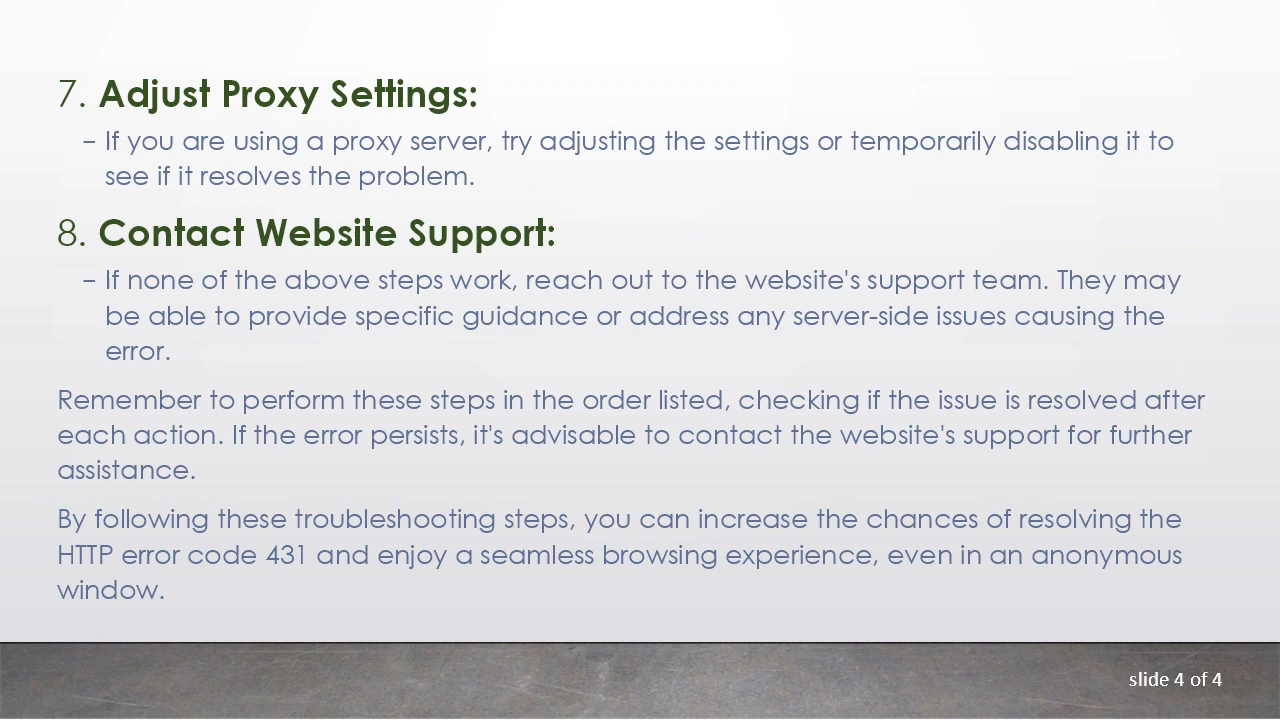 7. Adjust Proxy Settings:
– If you are using a proxy server, try adjusting the settings or temporarily disabling it to
see if it resolves the problem.
8. Contact Website Support:
– If none of the above steps work, reach out to the website's support team. They may
be able to provide specific guidance or address any server-side issues causing the
error.
Remember to perform these steps in the order listed, checking if the issue is resolved after
each action. If the error persists, it's advisable to contact the website's support for further
assistance.
By following these troubleshooting steps, you can increase the chances of resolving the
HTTP error code 431 and enjoy a seamless browsing experience, even in an anonymous
window.
slide 4 of 4